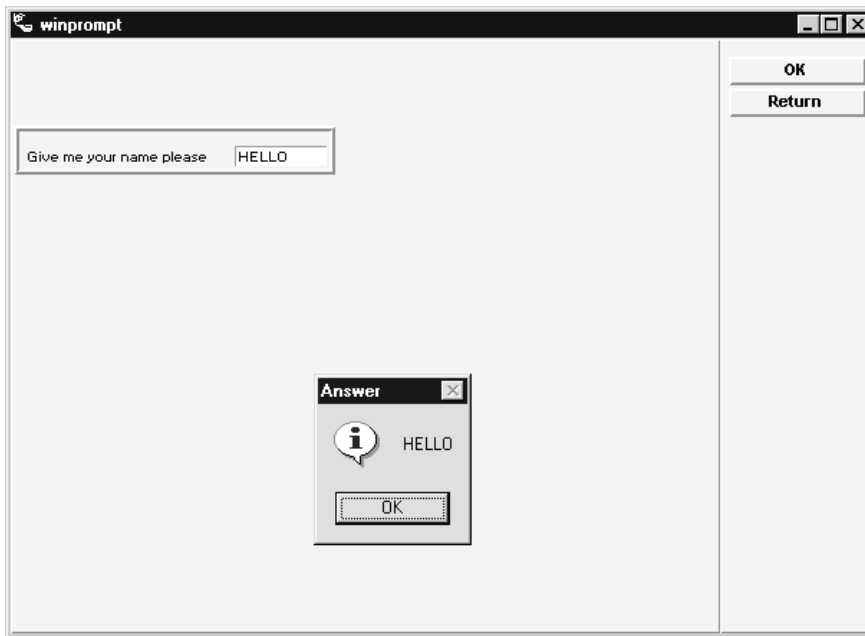 winprompt
OK
Return
Give me your name please HELLO
Answer
HELLO
OK